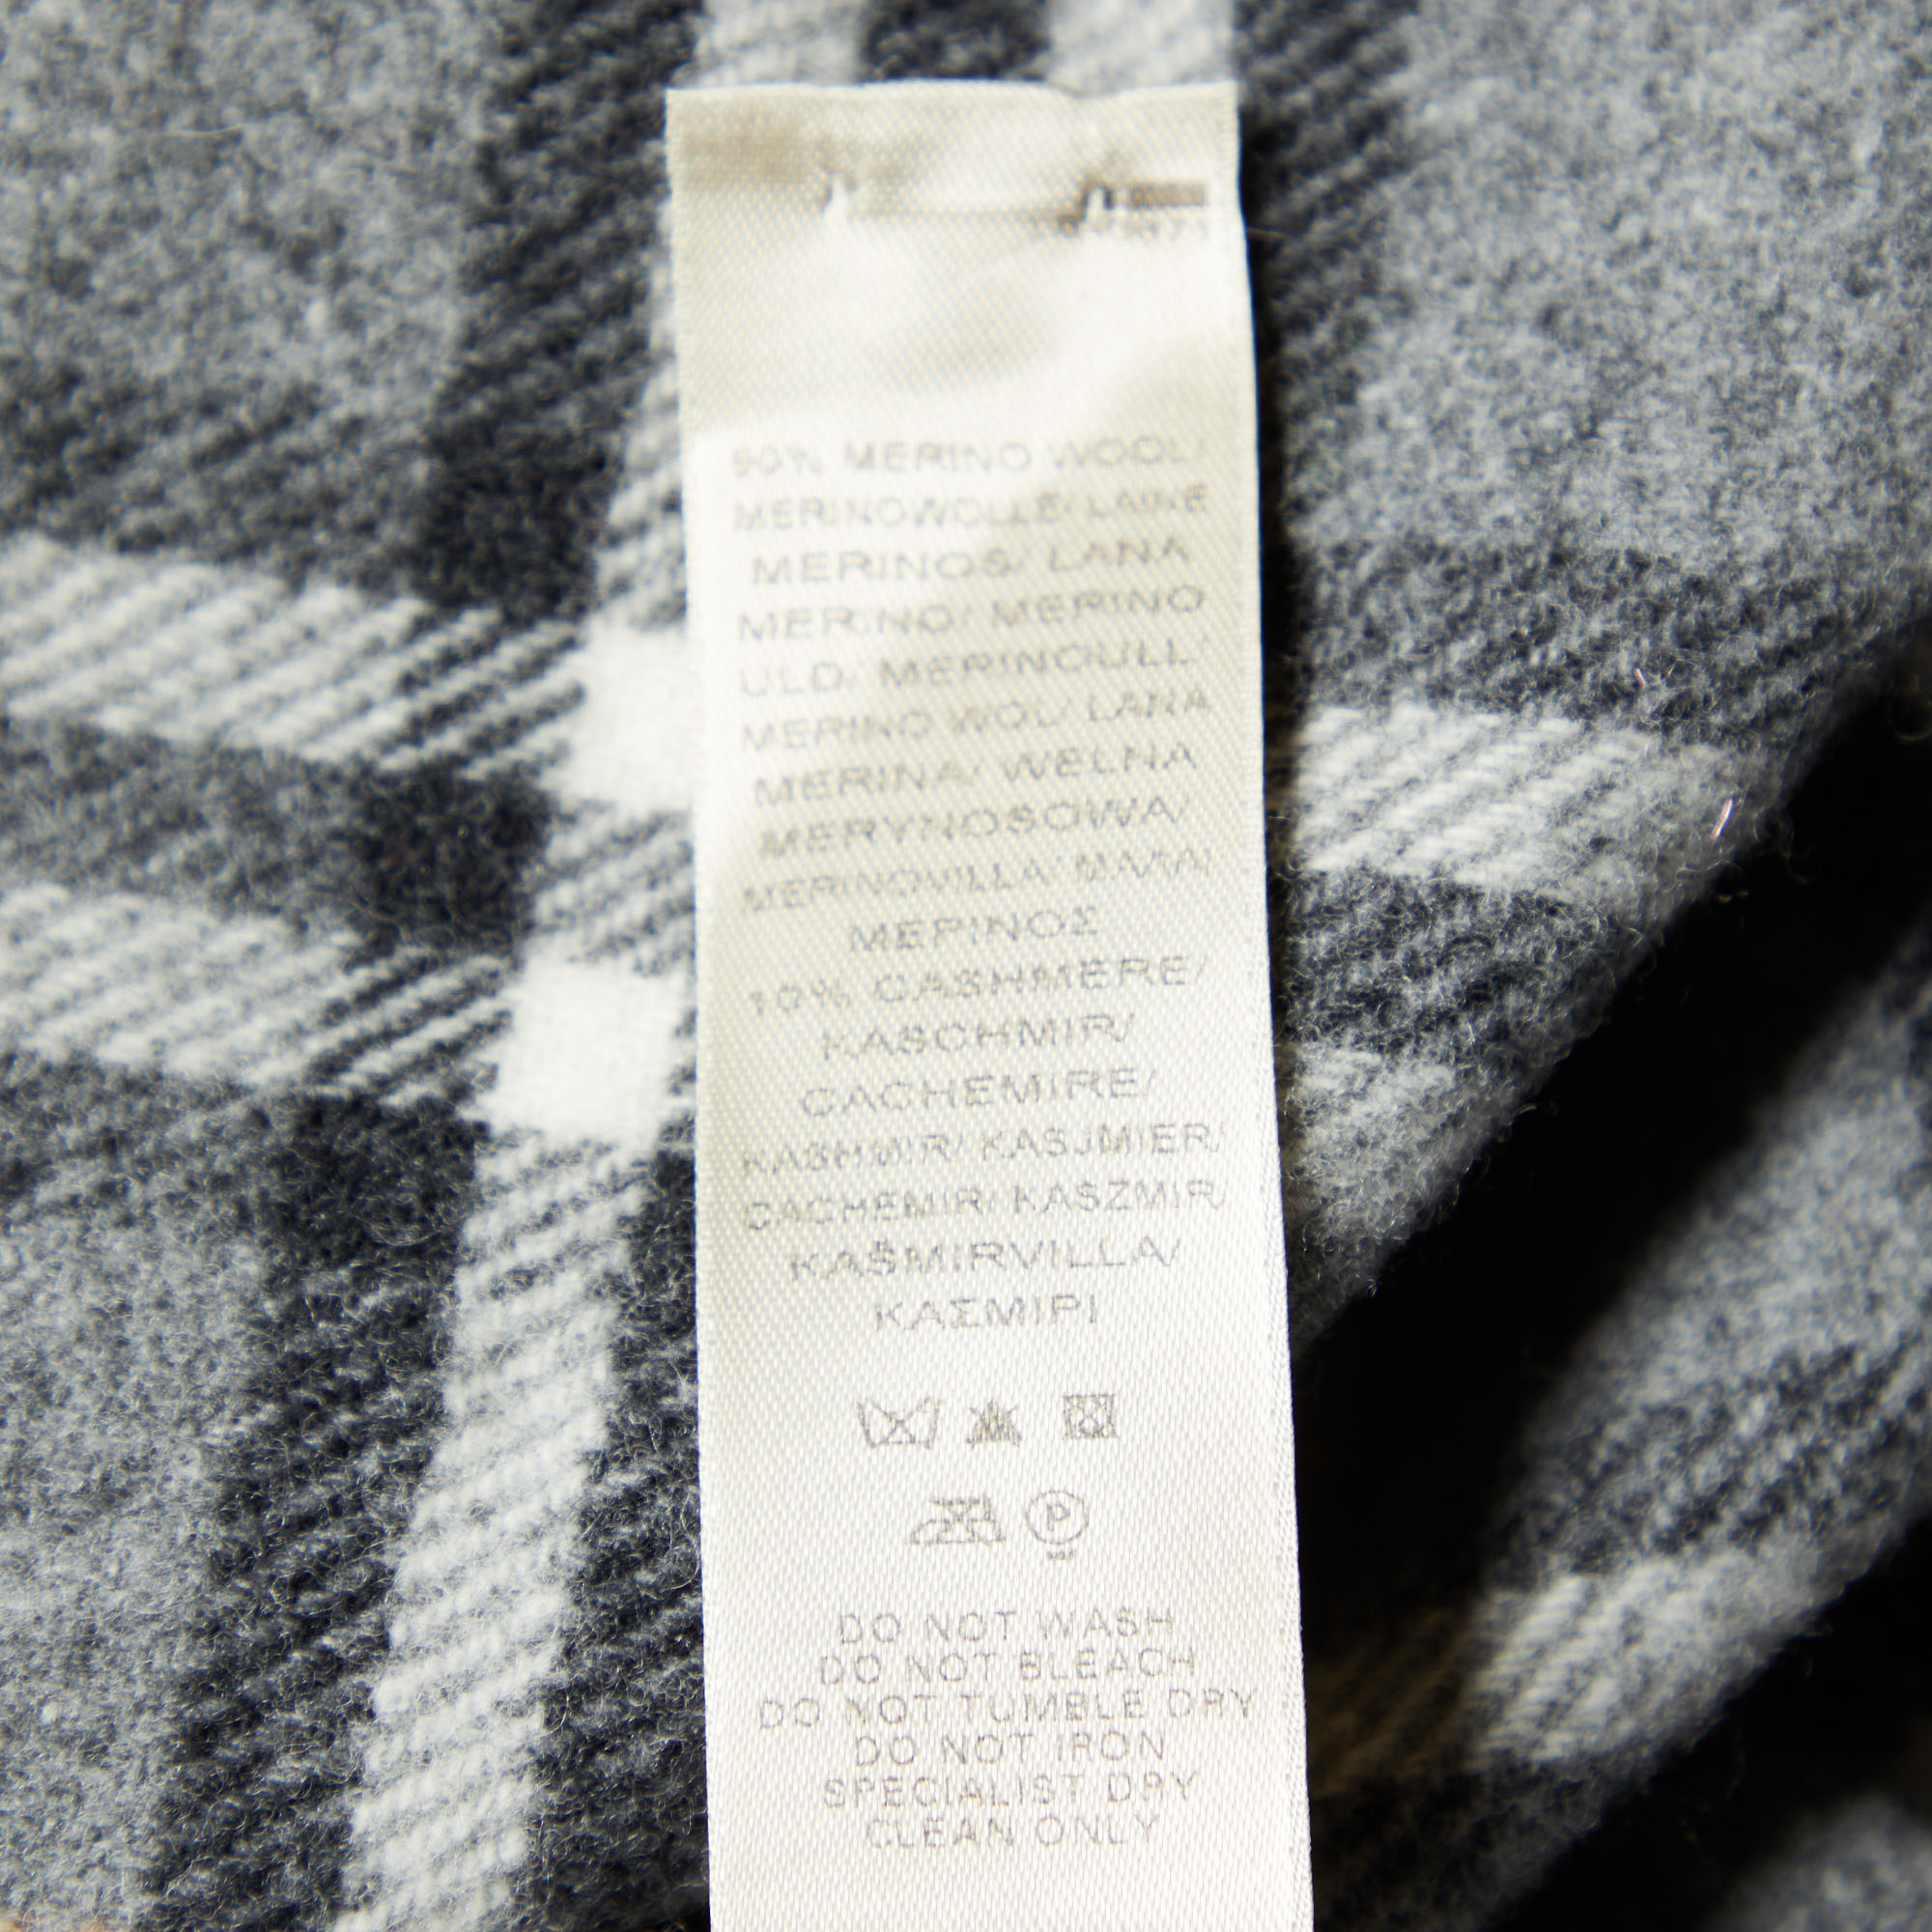 90% MERINO WOOL/
MERINOWOLLE/ LAINE
MERINOS/ LANA
MERINO/ MERINO
ULD/ MERINOULL/
MERINO WOL/ LANA
MERINA/ WEŁNA
MERYNOSOWA/
MERINOVILLA/ ΜΑΛΛΙ
ΜΕΡΙΝΟΣ
10% CASHMERE/
KASCHMIR/
CACHEMIRE/
KASHMIR/ KASJMIER/
CACHEMIR/ KASZMIR/
KAŠMIRVILLA/
ΚΑΣΜΙΡΙ
P
DO NOT WASH
DO NOT BLEACH
DO NOT TUMBLE DRY
DO NOT IRON
SPECIALIST DRY
CLEAN ONLY